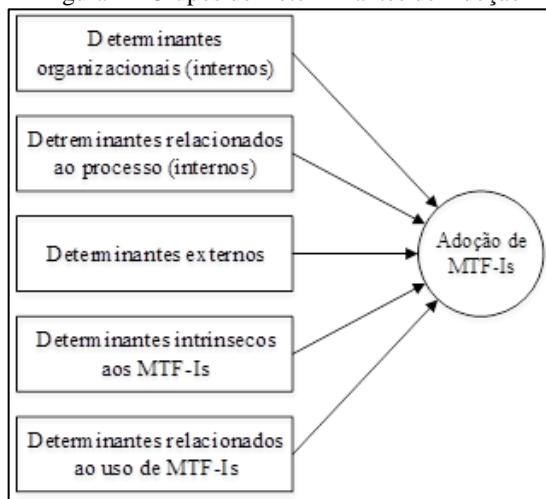 Determinantes
organizacionais (internos)
Detreminantes relacionados
ao processo (internos)
Determinantes externos
Determinantes intrínsecos
aos MTF-Is
Determinantes relacionados
ao uso de MTF-Is
Adoção de
MTF-Is